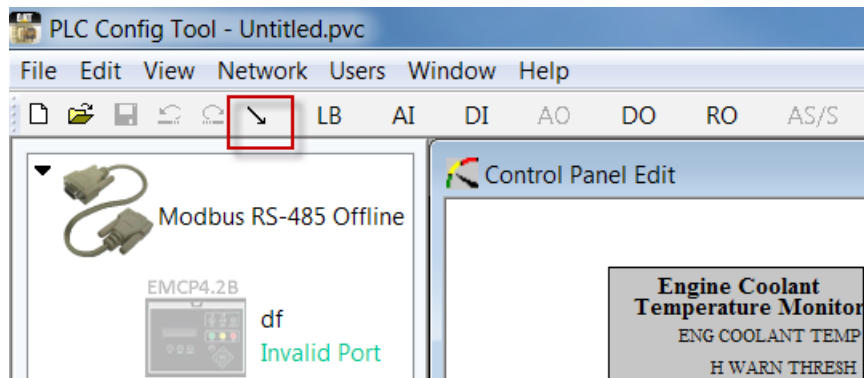 PLC Config Tool - Untitled.pvc
File Edit View Network Users Window Help
LB AI DI AO DO RO AS/S
Control Panel Edit
Modbus RS-485 Offline
EMCP4.2B
df
Invalid Port
Engine Coolant
Temperature Monitor
ENG COOLANT TEMP
H WARN THRESH